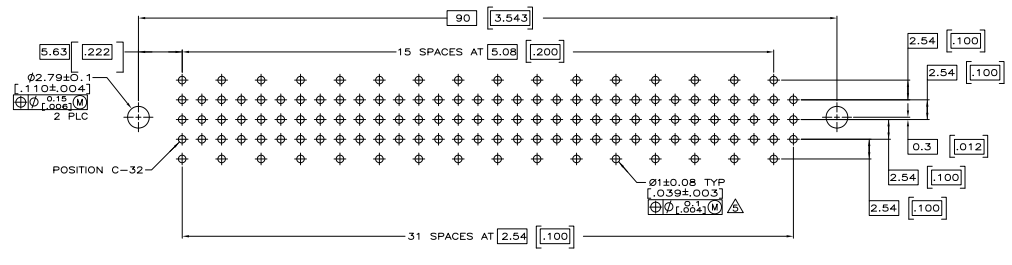 90 [3.543]
5.63 [.222]
15 SPACES AT 5.08 [.200]
2.54 [.100]
2.54 [.100]
Ø2.79±0.1
[.110±.004]
⌖ Ø 0.15 [.006] Ⓜ
2 PLC
POSITION C-32
0.3 [.012]
Ø1±0.08 TYP
[.039±.003]
⌖ Ø 0.1 [.004] Ⓜ 5
2.54 [.100]
2.54 [.100]
31 SPACES AT 2.54 [.100]